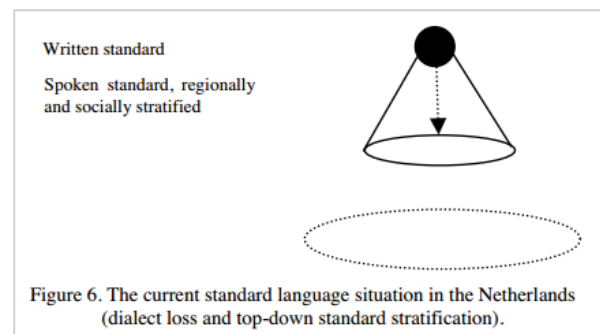 Written standard
Spoken standard, regionally
and socially stratified
Figure 6. The current standard language situation in the Netherlands
(dialect loss and top-down standard stratification).